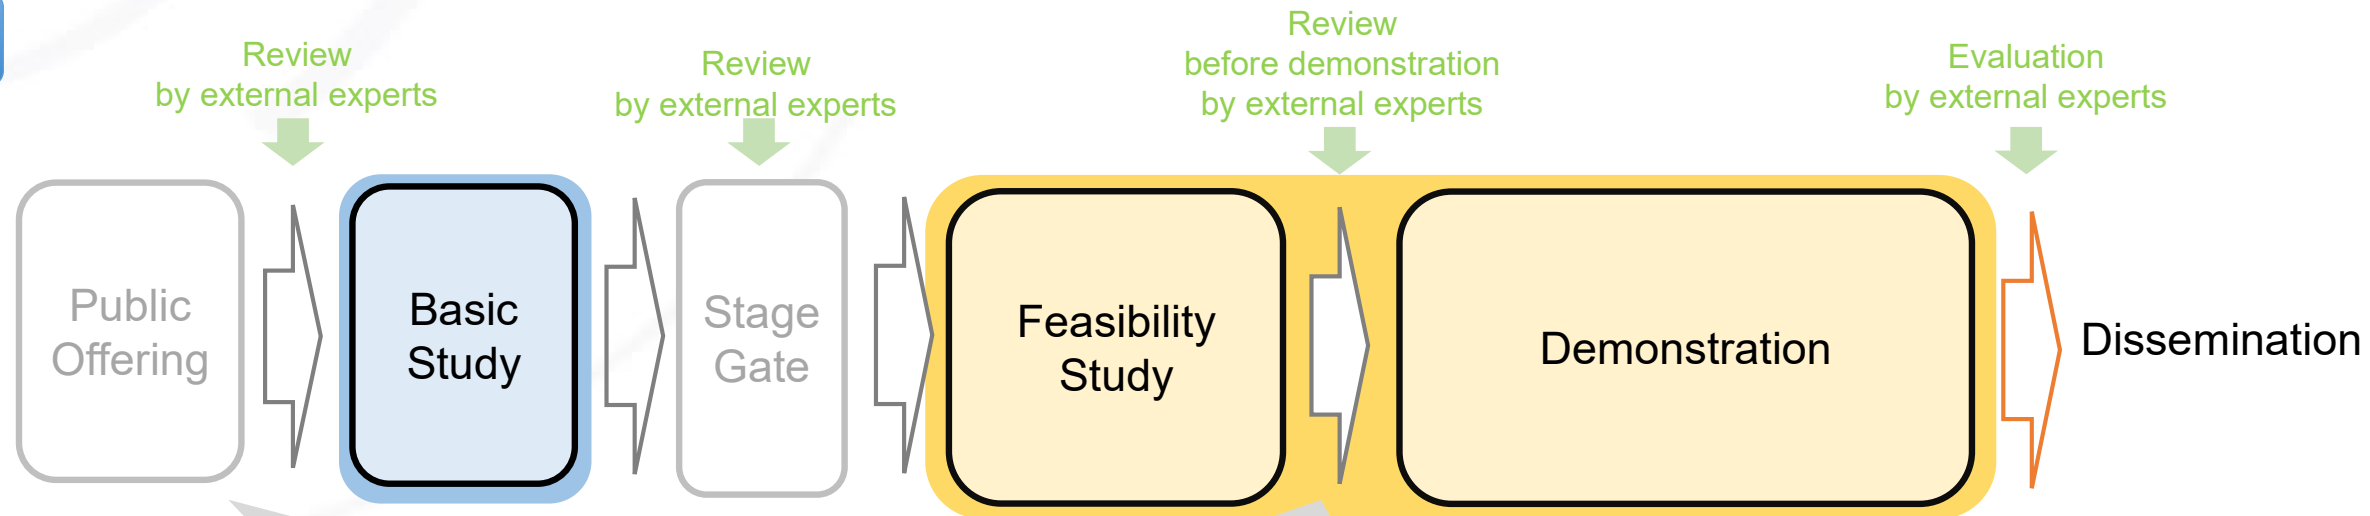 Review
by external experts
Review
by external experts
Review
before demonstration
by external experts
Evaluation
by external experts
Public
Offering
Basic
Study
Stage
Gate
Feasibility
Study
Demonstration
Dissemination